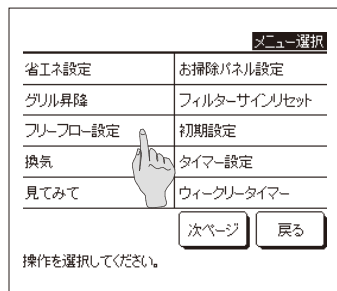 メニュー選択
省エネ設定 お掃除パネル設定
グリル昇降 フィルターサインリセット
フリーフロー設定 初期設定
換気 タイマー設定
見てみて ウィークリータイマー
次ページ 戻る
操作を選択してください。